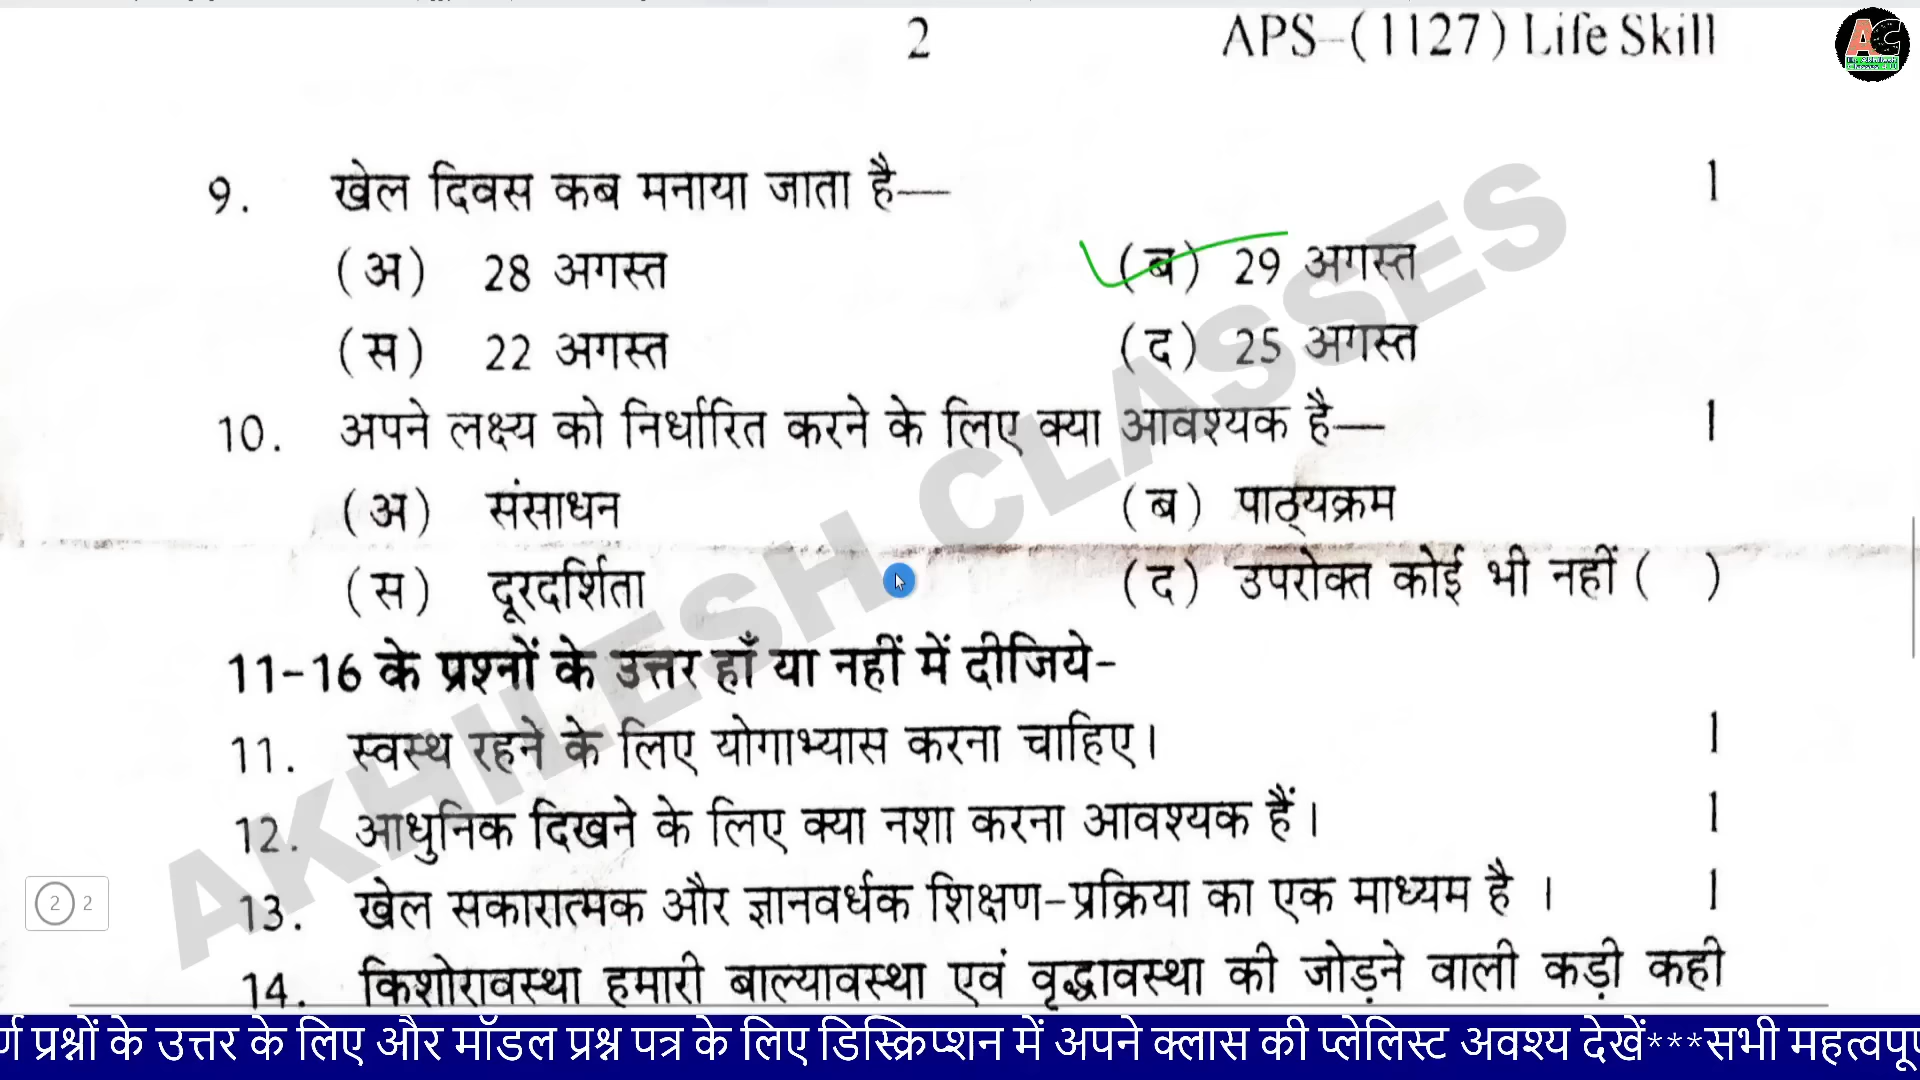 2 APS-(1127) Life Skill
9. खेल दिवस कब मनाया जाता है— 1
(अ) 28 अगस्त (ब) 29 अगस्त
(स) 22 अगस्त (द) 25 अगस्त
10. अपने लक्ष्य को निर्धारित करने के लिए क्या आवश्यक है— 1
(अ) संसाधन (ब) पाठ्यक्रम
(स) दूरदर्शिता (द) उपरोक्त कोई भी नहीं ( )
11-16 के प्रश्नों के उत्तर हाँ या नहीं में दीजिये-
11. स्वस्थ रहने के लिए योगाभ्यास करना चाहिए। 1
12. आधुनिक दिखने के लिए क्या नशा करना आवश्यक हैं। 1
13. खेल सकारात्मक और ज्ञानवर्धक शिक्षण-प्रक्रिया का एक माध्यम है । 1
14. किशोरावस्था हमारी बाल्यावस्था एवं वृद्धावस्था की जोड़ने वाली कड़ी कही
AKHILESH CLASSES
AC
2 2
र्ण प्रश्नों के उत्तर के लिए और मॉडल प्रश्न पत्र के लिए डिस्क्रिप्शन में अपने क्लास की प्लेलिस्ट अवश्य देखें***सभी महत्वपूर्